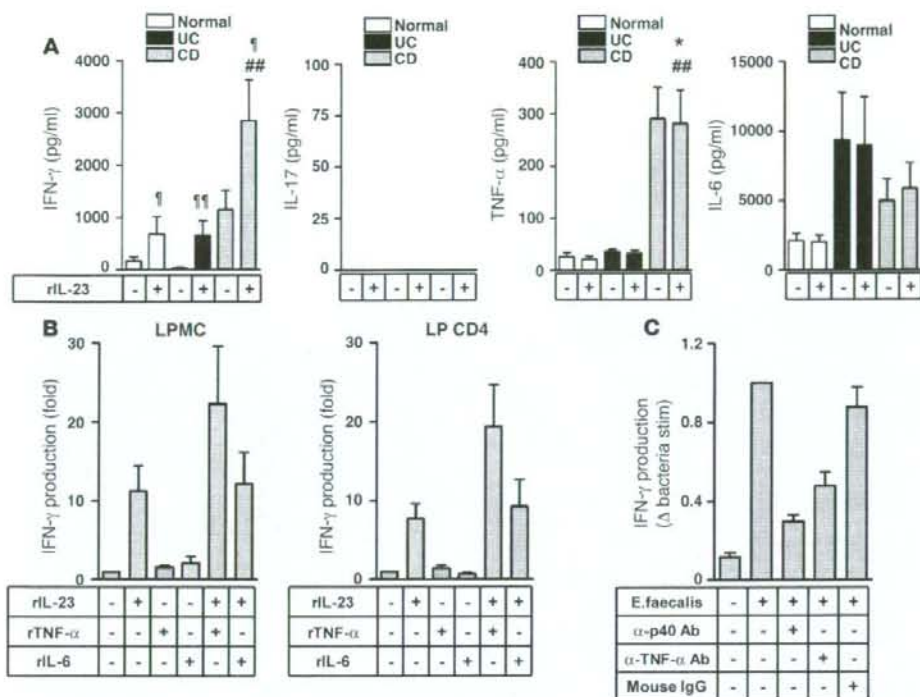 A
Normal
UC
CD
¶
##
4000
3000
2000
1000
0
IFN-γ (pg/ml)
¶
¶¶
rIL-23 - + - + - +
100
75
50
25
0
IL-17 (pg/ml)
- + - + - +
Normal
UC
CD
*
##
400
300
200
100
0
TNF-α (pg/ml)
- + - + - +
Normal
UC
CD
15000
10000
5000
0
IL-6 (pg/ml)
- + - + - +
B
LPMC
30
20
10
0
IFN-γ production (fold)
rIL-23 - + - - + +
rTNF-α - - + - + -
rIL-6 - - - + - +
LP CD4
30
20
10
0
IFN-γ production (fold)
rIL-23 - + - - + +
rTNF-α - - + - + -
rIL-6 - - - + - +
C
1.2
0.8
0.4
0
IFN-γ production
(Δ bacteria stim)
E.faecalis - + + + +
α-p40 Ab - - + - -
α-TNF-α Ab - - - + -
Mouse IgG - - - - +